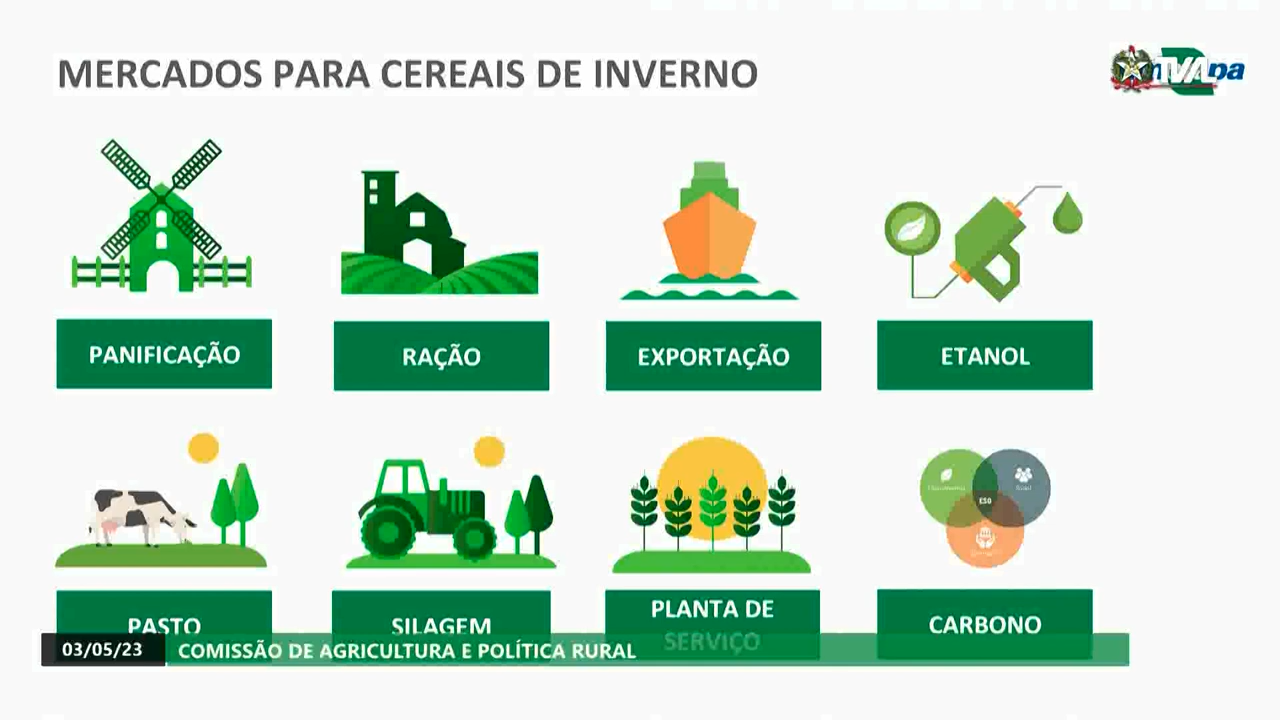 MERCADOS PARA CEREAIS DE INVERNO
TVAL
PANIFICAÇÃO
RAÇÃO
EXPORTAÇÃO
ETANOL
ESG
PASTO
SILAGEM
PLANTA DE
SERVIÇO
CARBONO
03/05/23
COMISSÃO DE AGRICULTURA E POLÍTICA RURAL